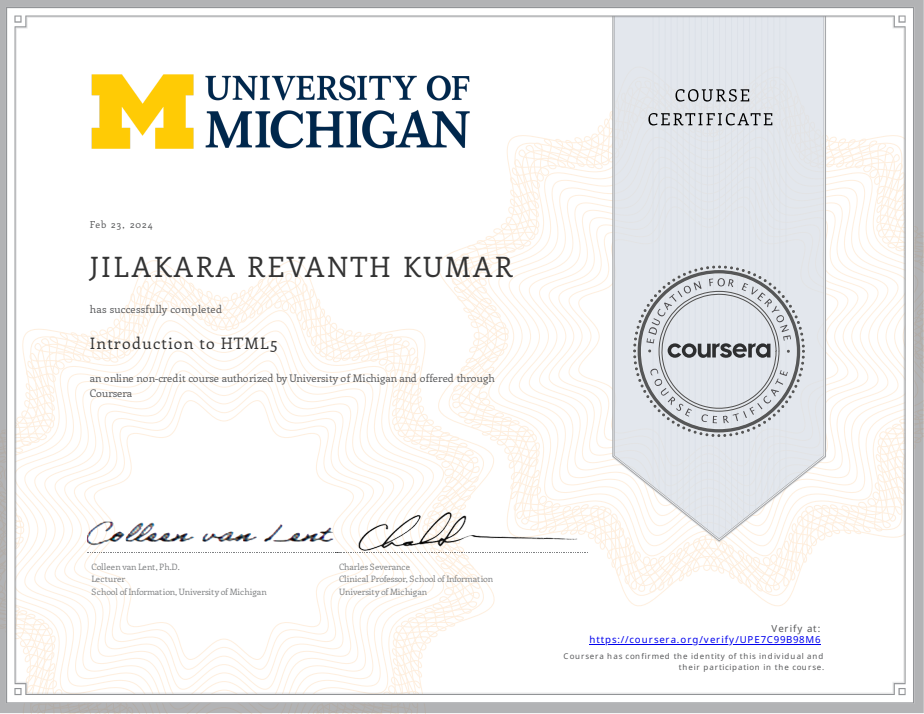 UNIVERSITY OF
MICHIGAN
COURSE
CERTIFICATE
Feb 23, 2024
JILAKARA REVANTH KUMAR
has successfully completed
Introduction to HTML5
an online non-credit course authorized by University of Michigan and offered through
Coursera
EDUCATION FOR EVERYONE
coursera
COURSE CERTIFICATE
Colleen van Lent
Colleen van Lent, Ph.D.
Lecturer
School of Information, University of Michigan
Charles Severance
Clinical Professor, School of Information
University of Michigan
Verify at:
https://coursera.org/verify/UPE7C99B98M6
Coursera has confirmed the identity of this individual and
their participation in the course.